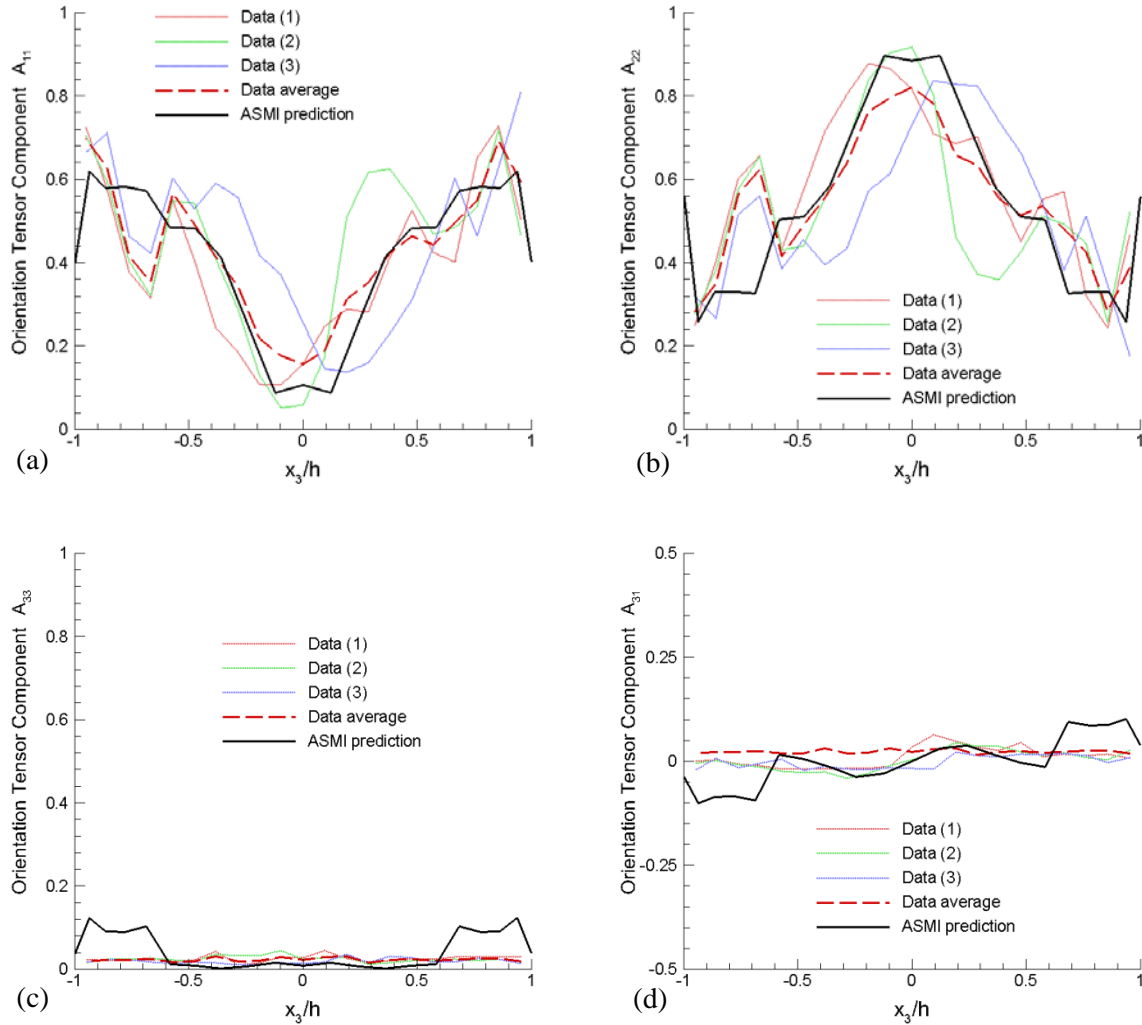 1
0.8
0.6
0.4
0.2
0
-1
-0.5
0
0.5
1
Orientation Tensor Component A11
x3/h
Data (1)
Data (2)
Data (3)
Data average
ASMI prediction
(a)
1
0.8
0.6
0.4
0.2
0
-1
-0.5
0
0.5
1
Orientation Tensor Component A22
x3/h
Data (1)
Data (2)
Data (3)
Data average
ASMI prediction
(b)
1
0.8
0.6
0.4
0.2
0
-1
-0.5
0
0.5
1
Orientation Tensor Component A33
x3/h
Data (1)
Data (2)
Data (3)
Data average
ASMI prediction
(c)
0.5
0.25
0
-0.25
-0.5
-1
-0.5
0
0.5
1
Orientation Tensor Component A31
x3/h
Data (1)
Data (2)
Data (3)
Data average
ASMI prediction
(d)